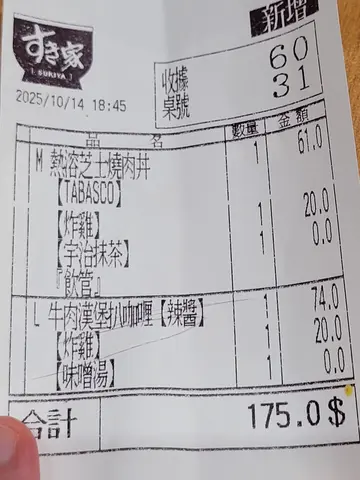 すき家
SUKIYA
新增
2025/10/14 18:45
收據 60
桌號 31
品 名 數量 金額
M 熱溶芝士燒肉丼 1 61.0
【TABASCO】
【炸雞】 1 20.0
【宇治抹茶】 1 0.0
『飲管』
L 牛肉漢堡扒咖喱【辣醬】 1 74.0
【炸雞】 1 20.0
【味噌湯】 1 0.0
合計 175.0$